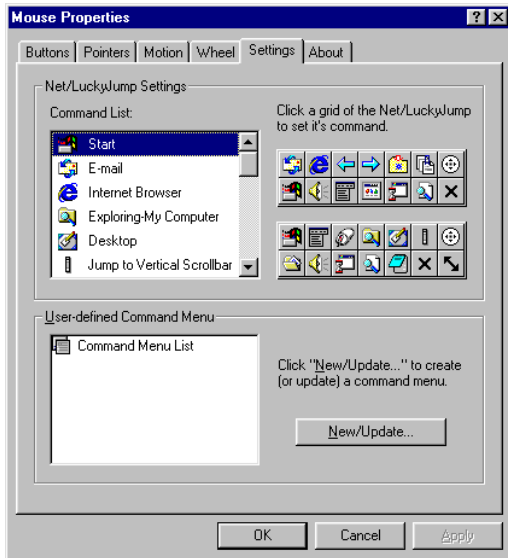 Mouse Properties
Buttons Pointers Motion Wheel Settings About
Net/LuckyJump Settings
Command List:
Start
E-mail
Internet Browser
Exploring-My Computer
Desktop
Jump to Vertical Scrollbar
Click a grid of the Net/LuckyJump
to set it's command.
User-defined Command Menu
Command Menu List
Click "New/Update..." to create
(or update) a command menu.
New/Update...
OK Cancel Apply